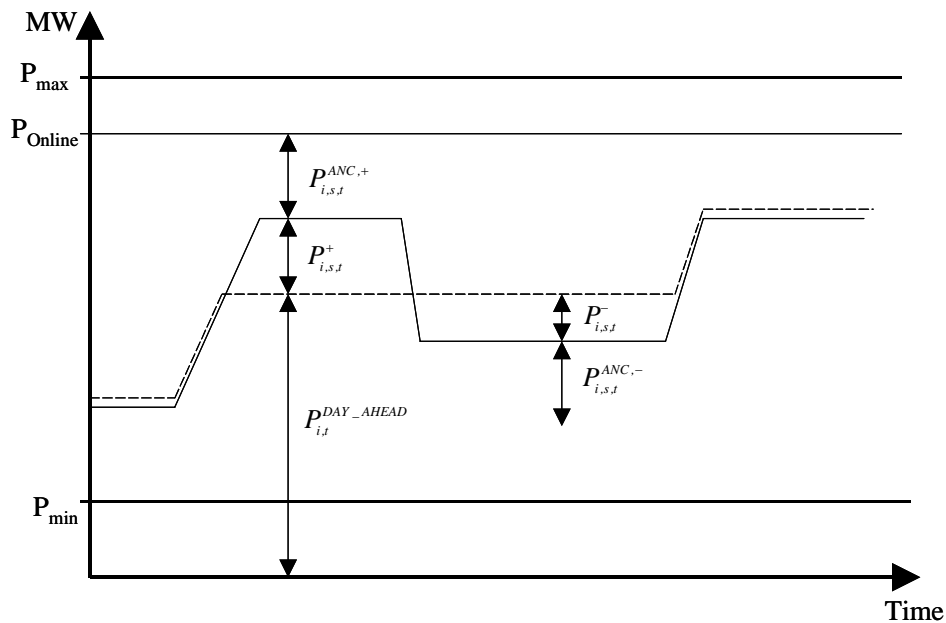 MW
P_max
P_Online
P_{i,s,t}^{ANC,+}
P_{i,s,t}^{+}
P_{i,s,t}^{-}
P_{i,s,t}^{ANC,-}
P_{i,t}^{DAY_AHEAD}
P_min
Time